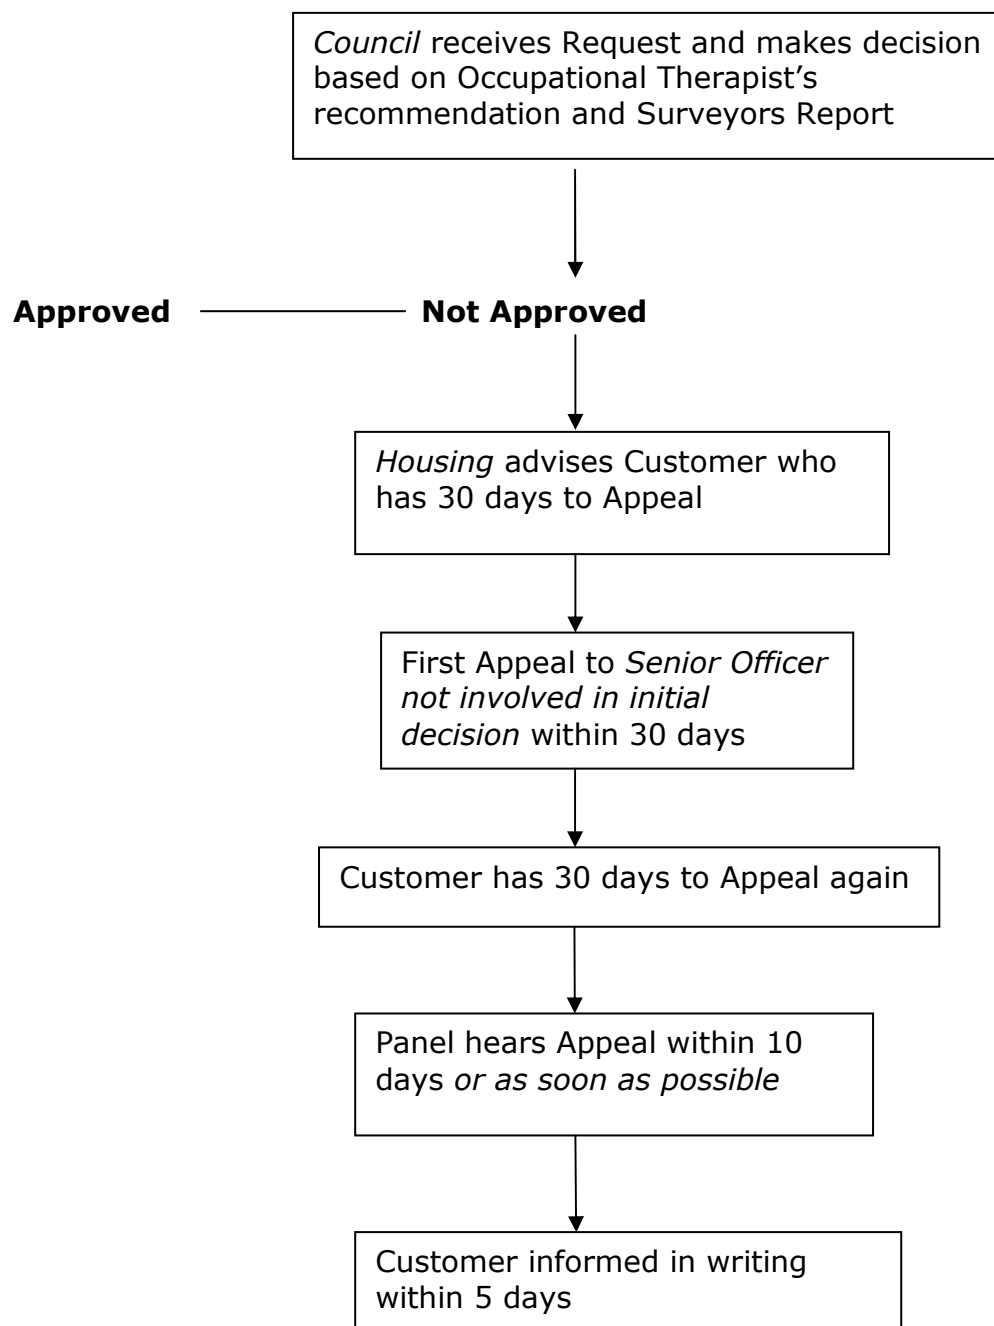 Council receives Request and makes decision
based on Occupational Therapist's
recommendation and Surveyors Report
Approved
Not Approved
Housing advises Customer who
has 30 days to Appeal
First Appeal to Senior Officer
not involved in initial
decision within 30 days
Customer has 30 days to Appeal again
Panel hears Appeal within 10
days or as soon as possible
Customer informed in writing
within 5 days